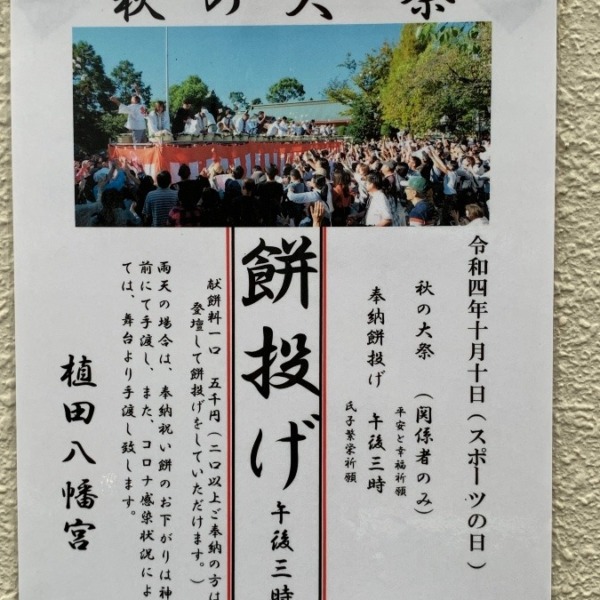 秋の大祭
令和四年十月十日(スポーツの日)
秋の大祭 (関係者のみ)
平安と幸福祈願
奉納餅投げ 午後三時
氏子繁栄祈願
餅投げ 午後三時
献餅料一口 五千円(二口以上ご奉納の方は
登壇して餅投げをしていただけます。)
雨天の場合は、奉納祝い餅のお下がりは神
前にて手渡し、また、コロナ感染状況によ
ては、舞台より手渡し致します。
植田八幡宮